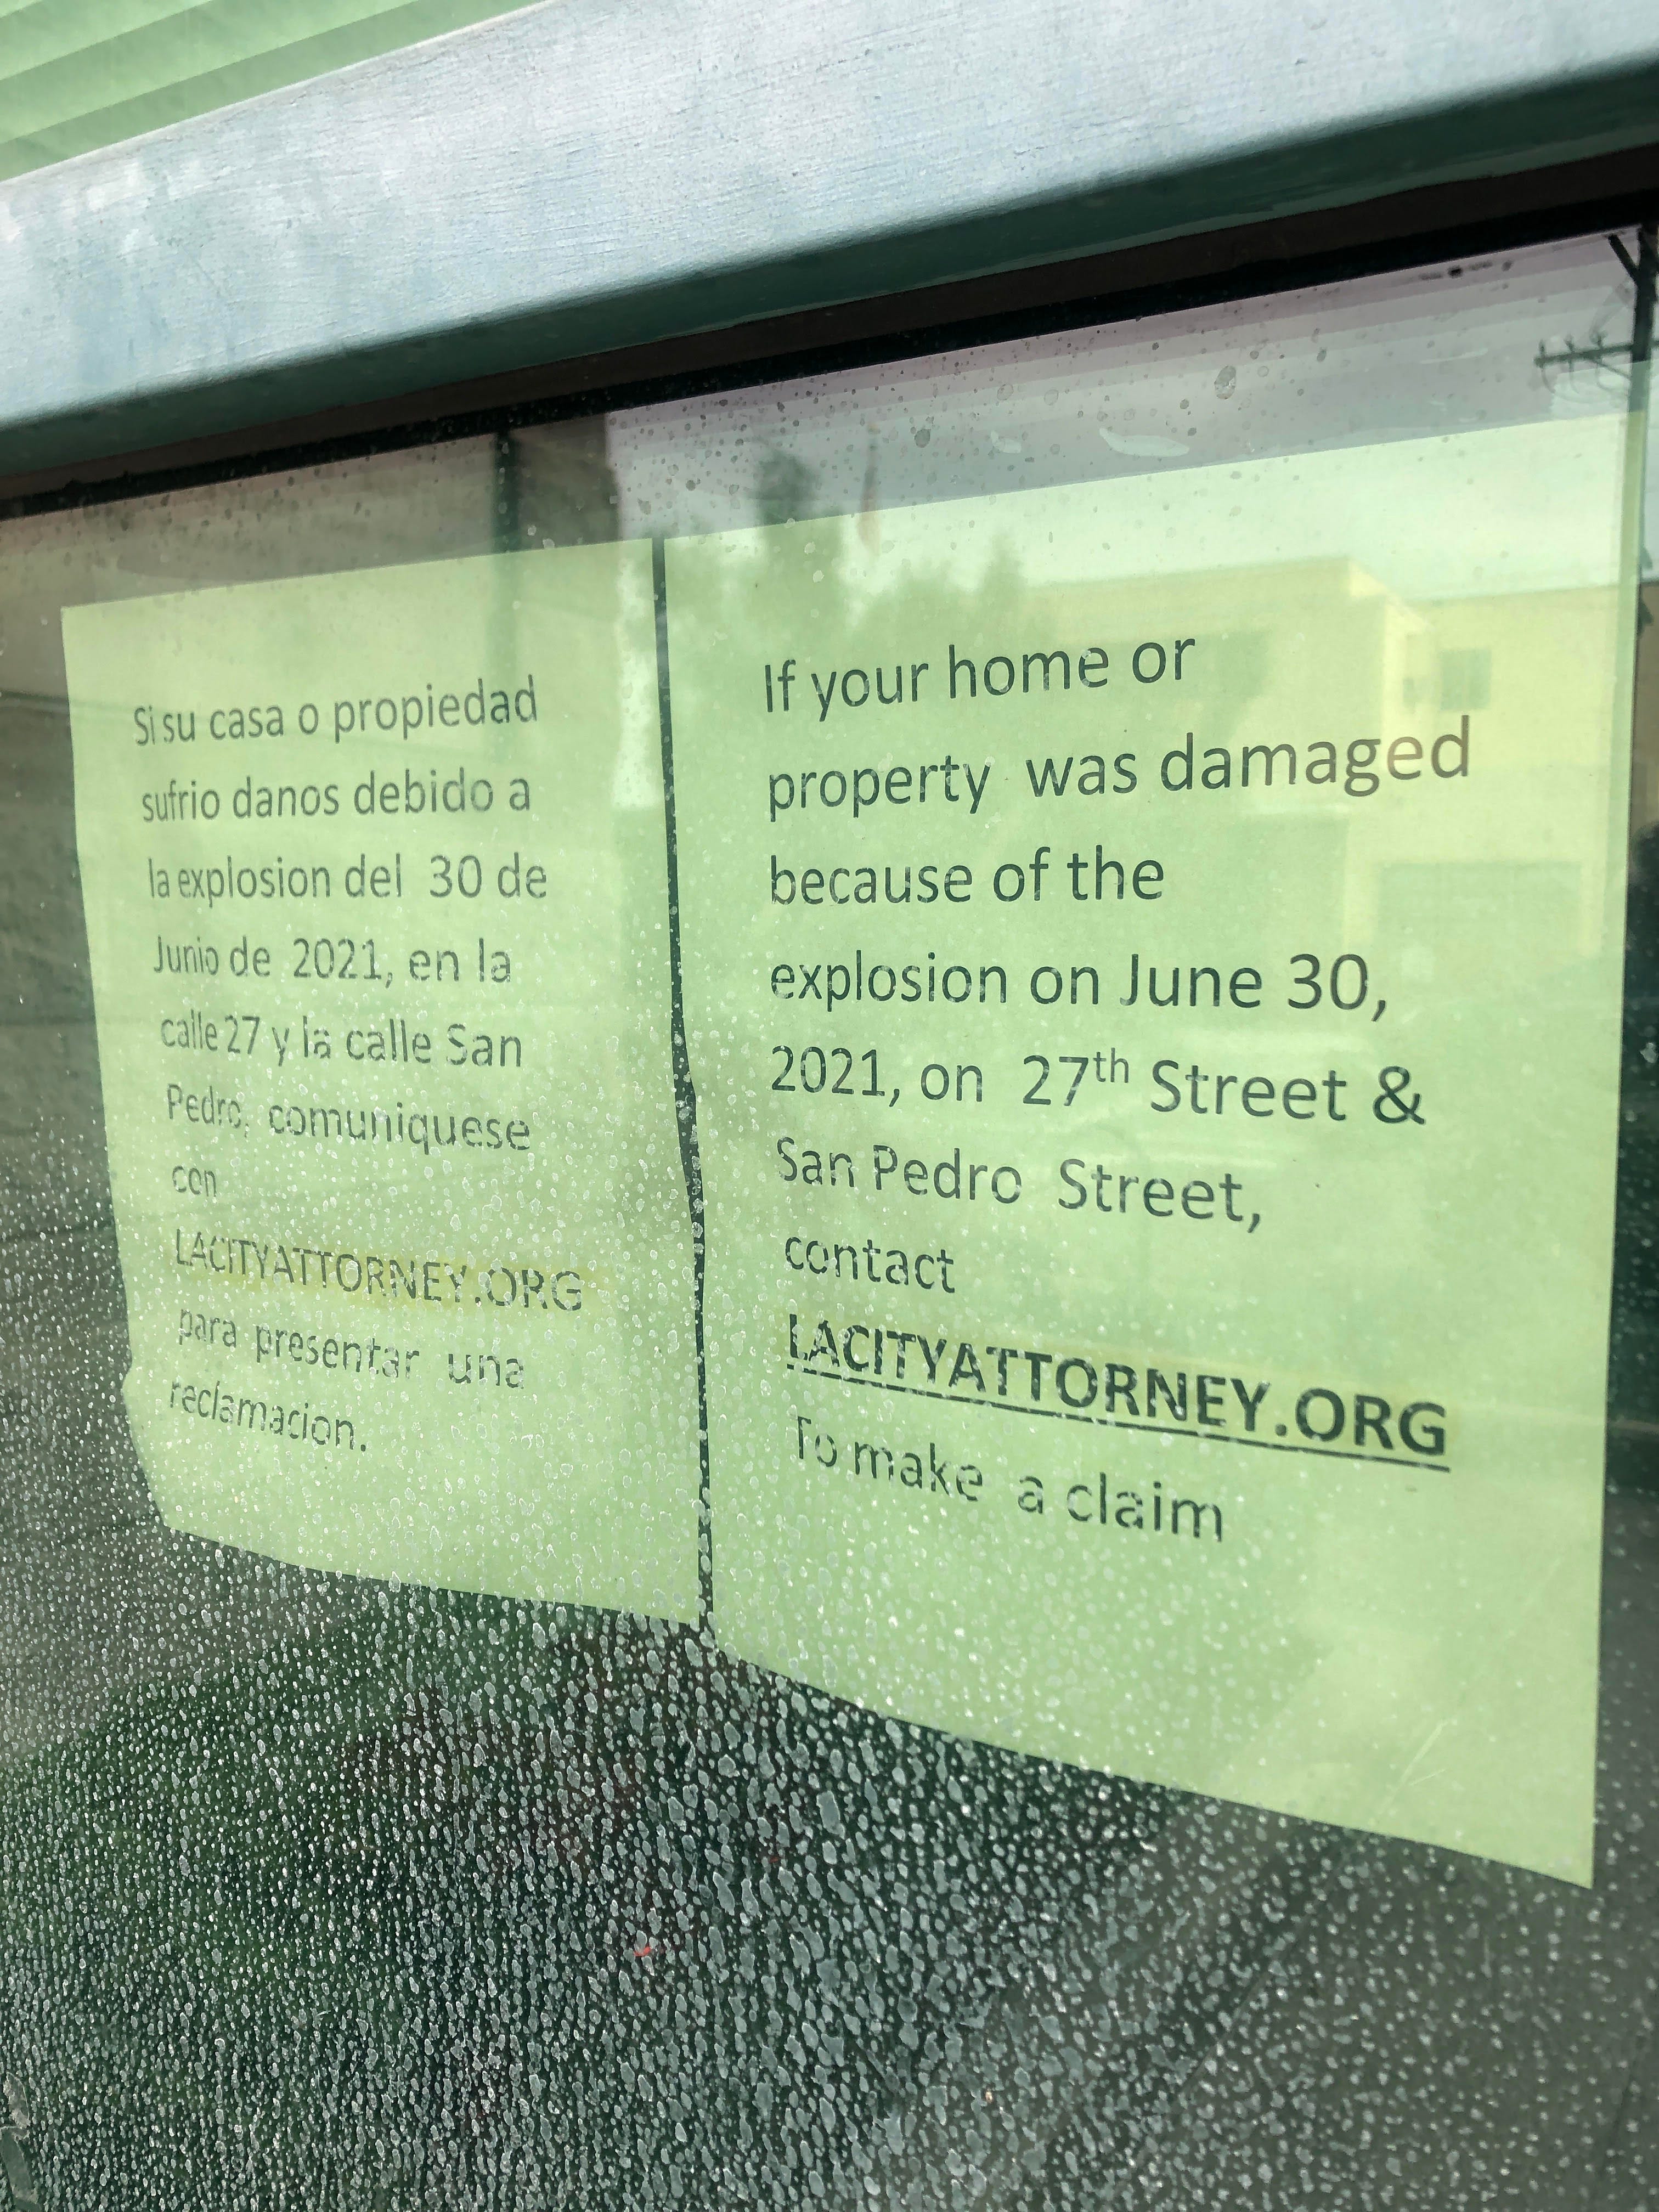 Si su casa o propiedad
sufrio danos debido a
la explosion del 30 de
Junio de 2021, en la
calle 27 y la calle San
Pedro, comuniquese
con
LACITYATTORNEY.ORG
para presentar una
reclamacion.
If your home or
property was damaged
because of the
explosion on June 30,
2021, on 27th Street &
San Pedro Street,
contact
LACITYATTORNEY.ORG
To make a claim